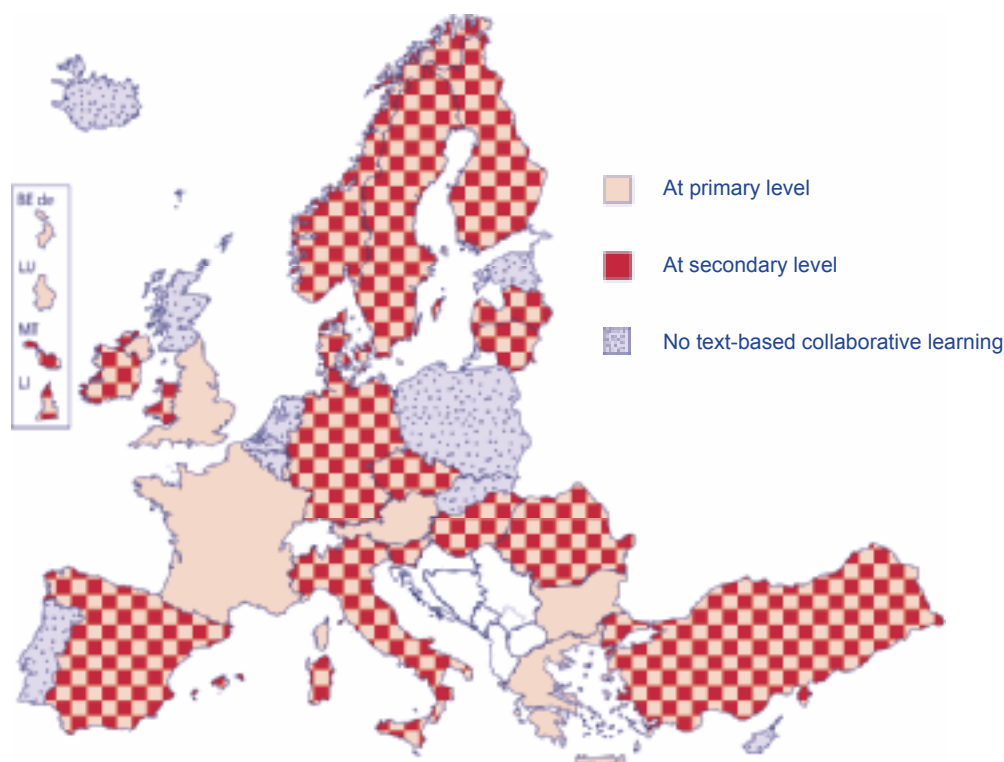 BE de
LU
MT
LI
At primary level
At secondary level
No text-based collaborative learning